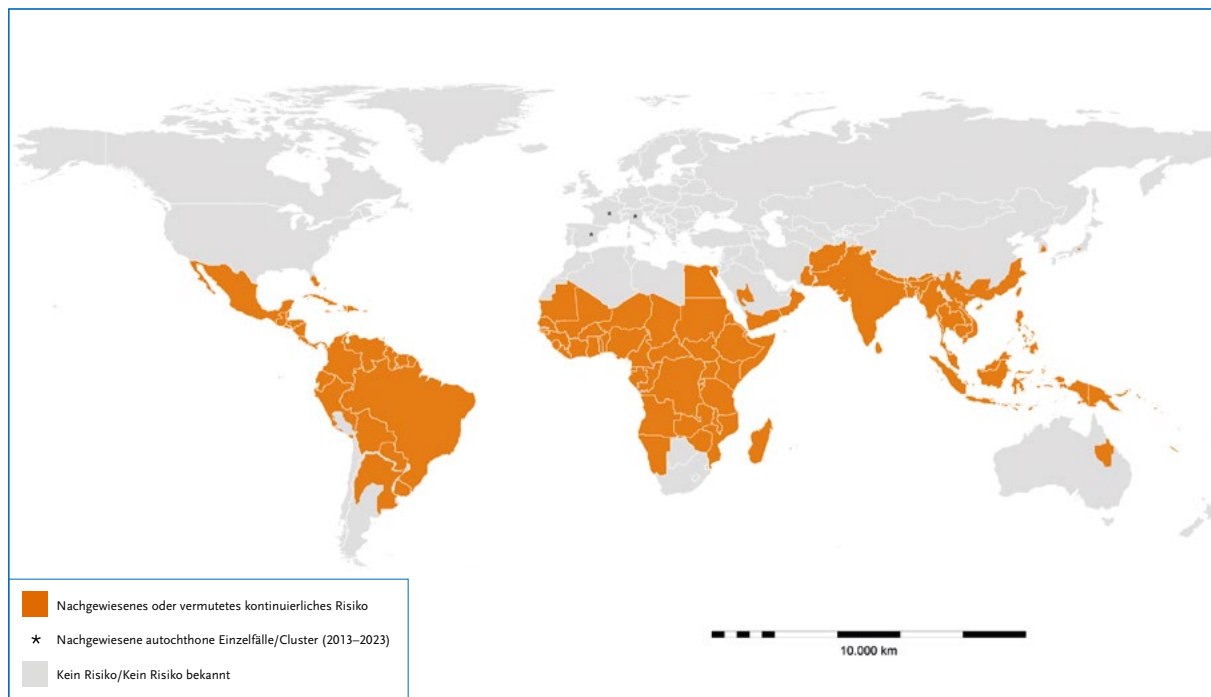 Nachgewiesenes oder vermutetes kontinuierliches Risiko
* Nachgewiesene autochthone Einzelfälle/Cluster (2013–2023)
Kein Risiko/Kein Risiko bekannt
10.000 km